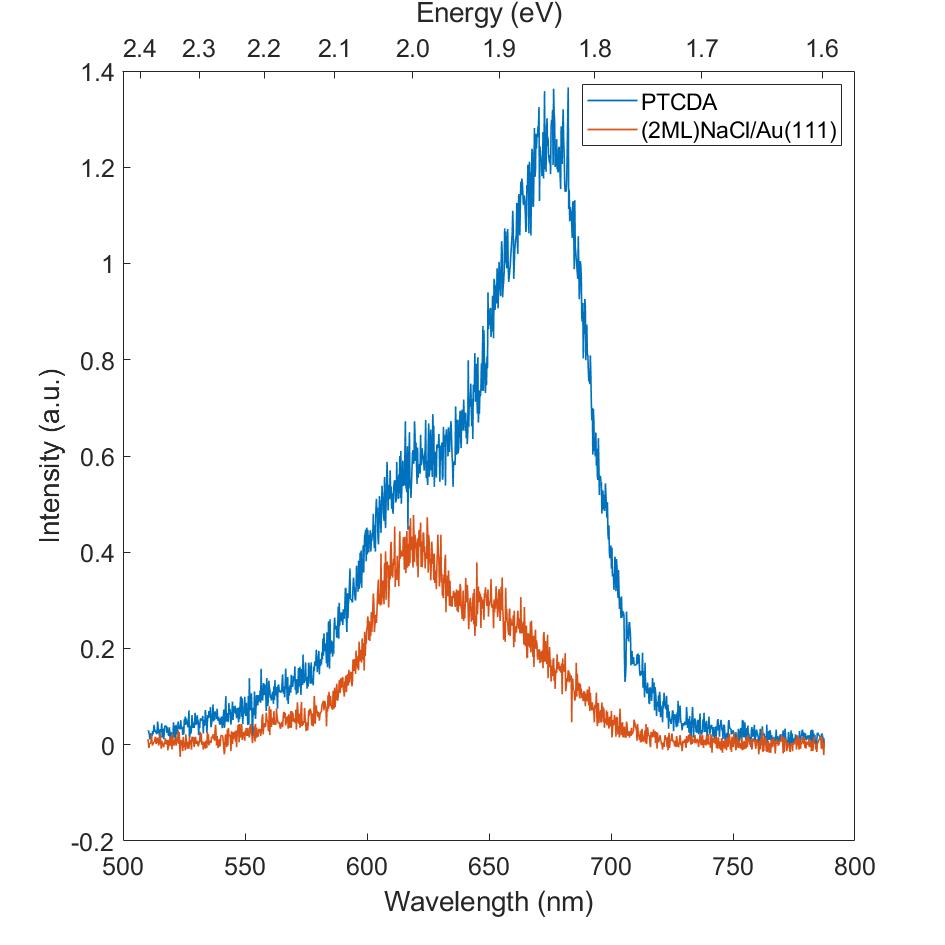 Energy (eV)
2.4 2.3 2.2 2.1 2.0 1.9 1.8 1.7 1.6
PTCDA
(2ML)NaCl/Au(111)
1.4
1.2
1
0.8
0.6
0.4
0.2
0
-0.2
Intensity (a.u.)
500 550 600 650 700 750 800
Wavelength (nm)